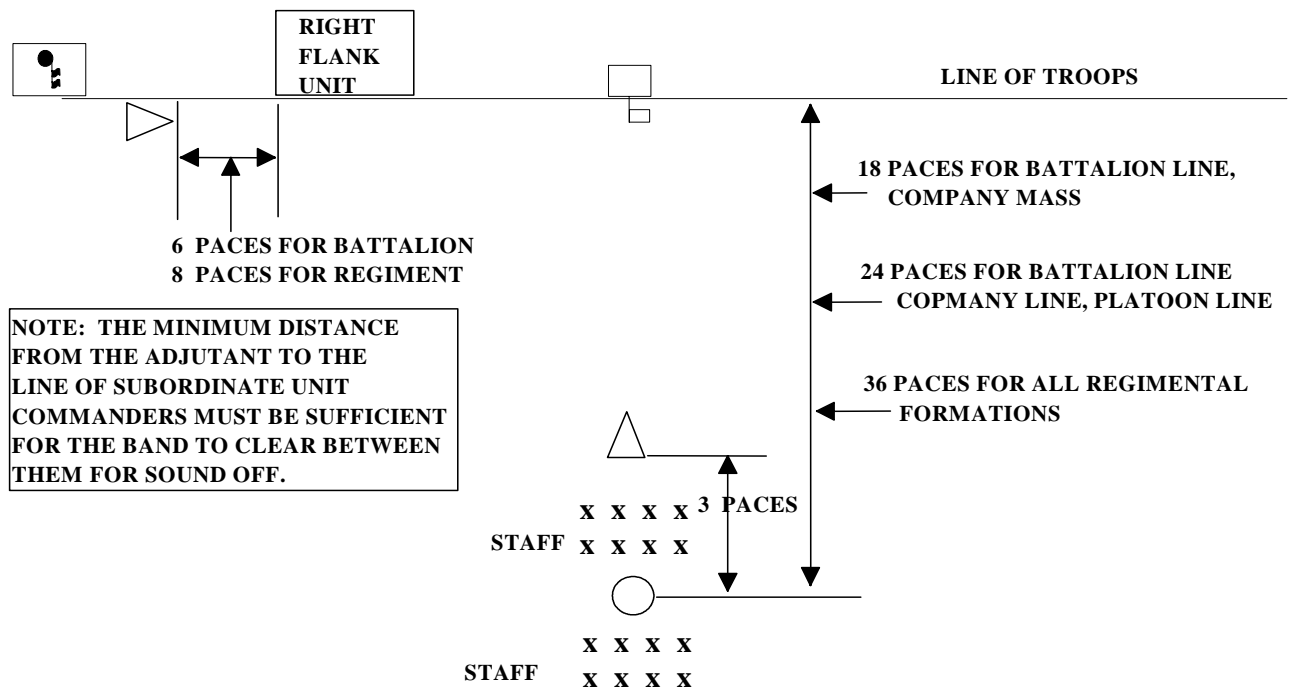 RIGHT
FLANK
UNIT
LINE OF TROOPS
18 PACES FOR BATTALION LINE,
COMPANY MASS
6 PACES FOR BATTALION
8 PACES FOR REGIMENT
24 PACES FOR BATTALION LINE
COPMANY LINE, PLATOON LINE
NOTE: THE MINIMUM DISTANCE
FROM THE ADJUTANT TO THE
LINE OF SUBORDINATE UNIT
COMMANDERS MUST BE SUFFICIENT
FOR THE BAND TO CLEAR BETWEEN
THEM FOR SOUND OFF.
36 PACES FOR ALL REGIMENTAL
FORMATIONS
x x x x 3 PACES
STAFF x x x x
x x x x
STAFF x x x x